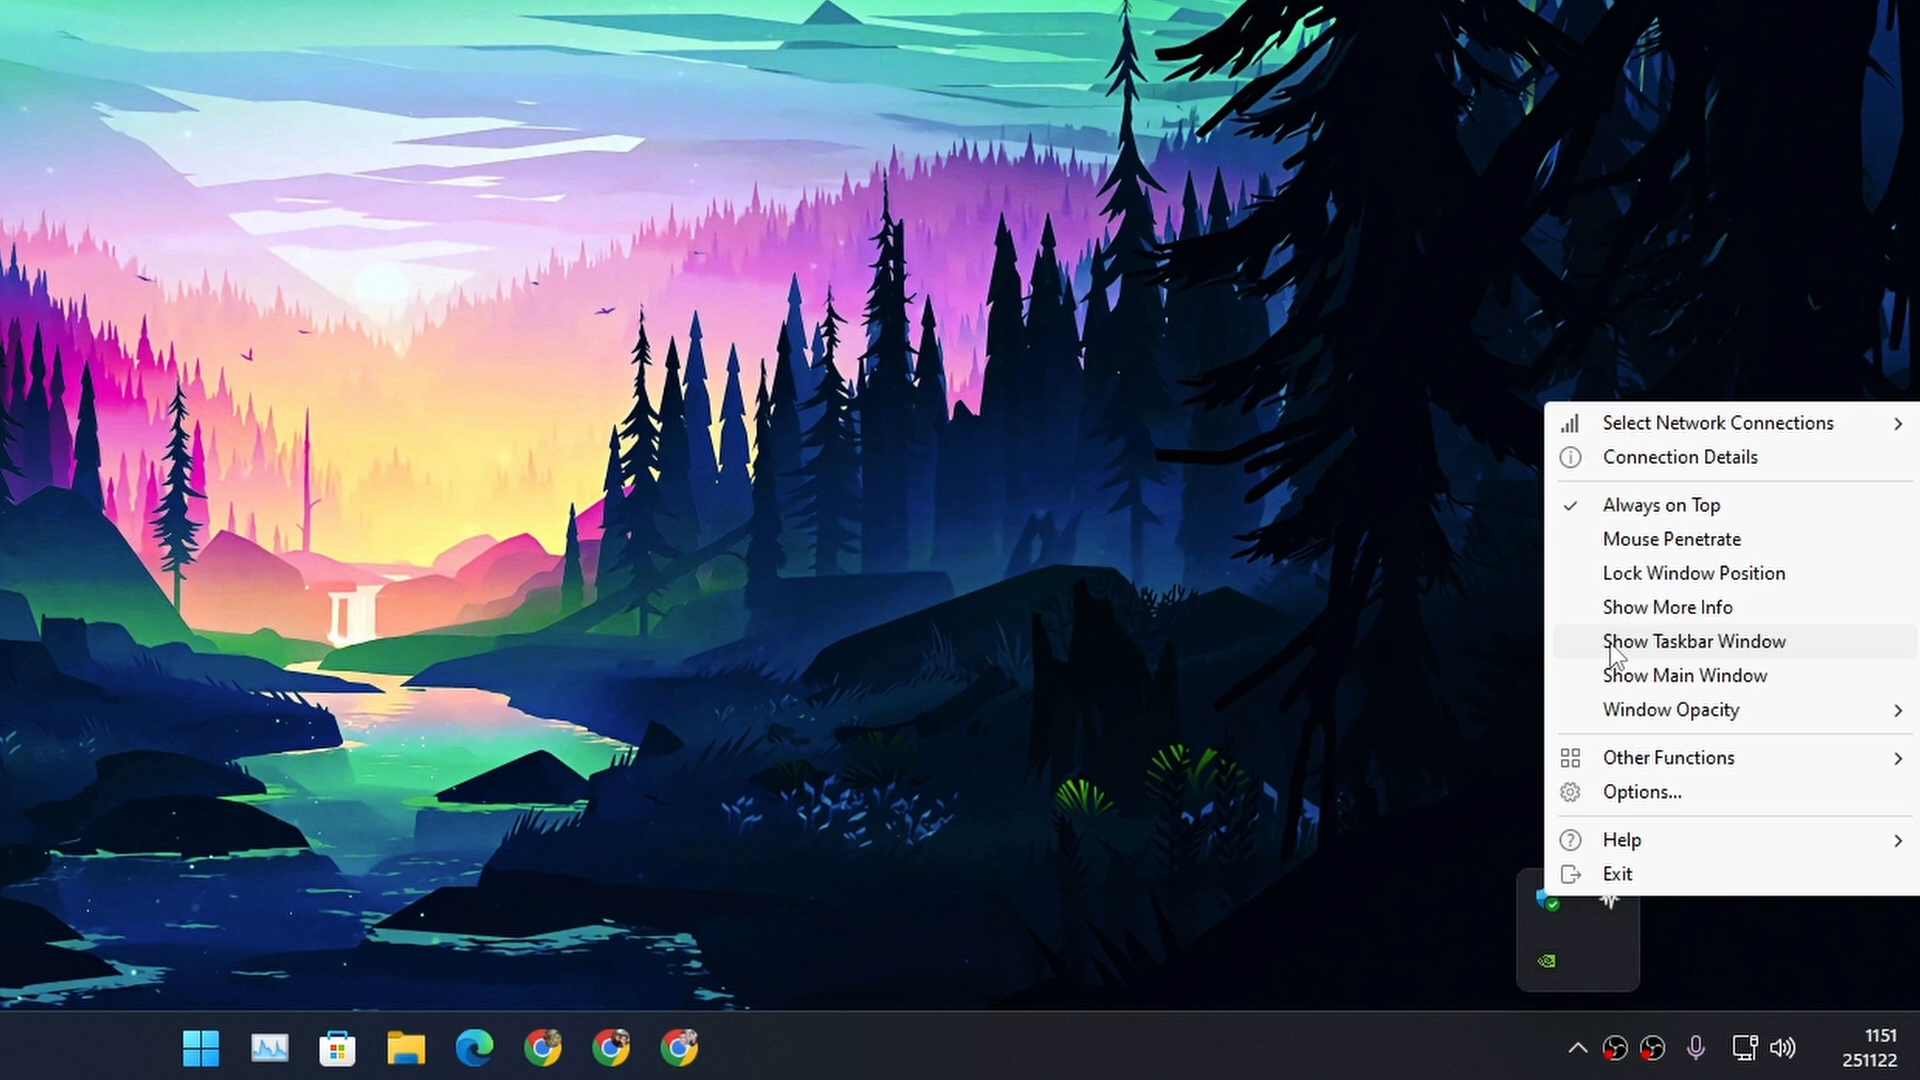 Select Network Connections
Connection Details
Always on Top
Mouse Penetrate
Lock Window Position
Show More Info
Show Taskbar Window
Show Main Window
Window Opacity
Other Functions
Options...
Help
Exit
1151
251122